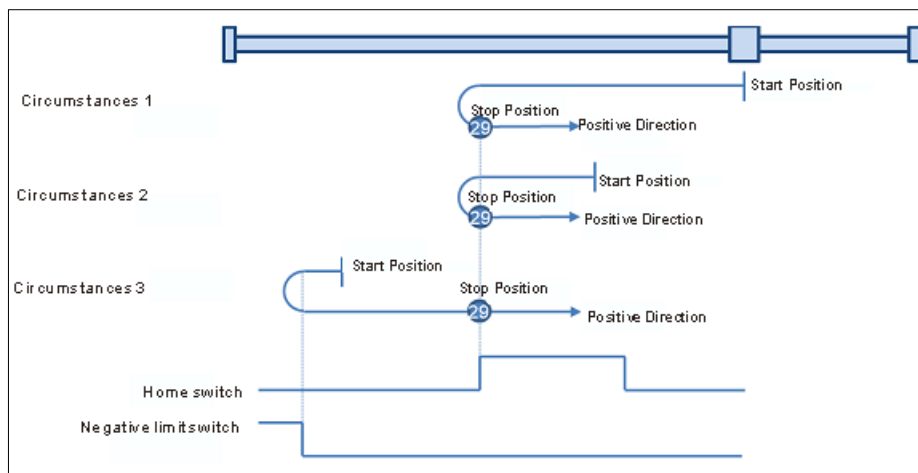 Circumstances 1
Start Position
Stop Position
29
Positive Direction
Circumstances 2
Start Position
Stop Position
29
Positive Direction
Circumstances 3
Start Position
Stop Position
29
Positive Direction
Home switch
Negative limitswitch